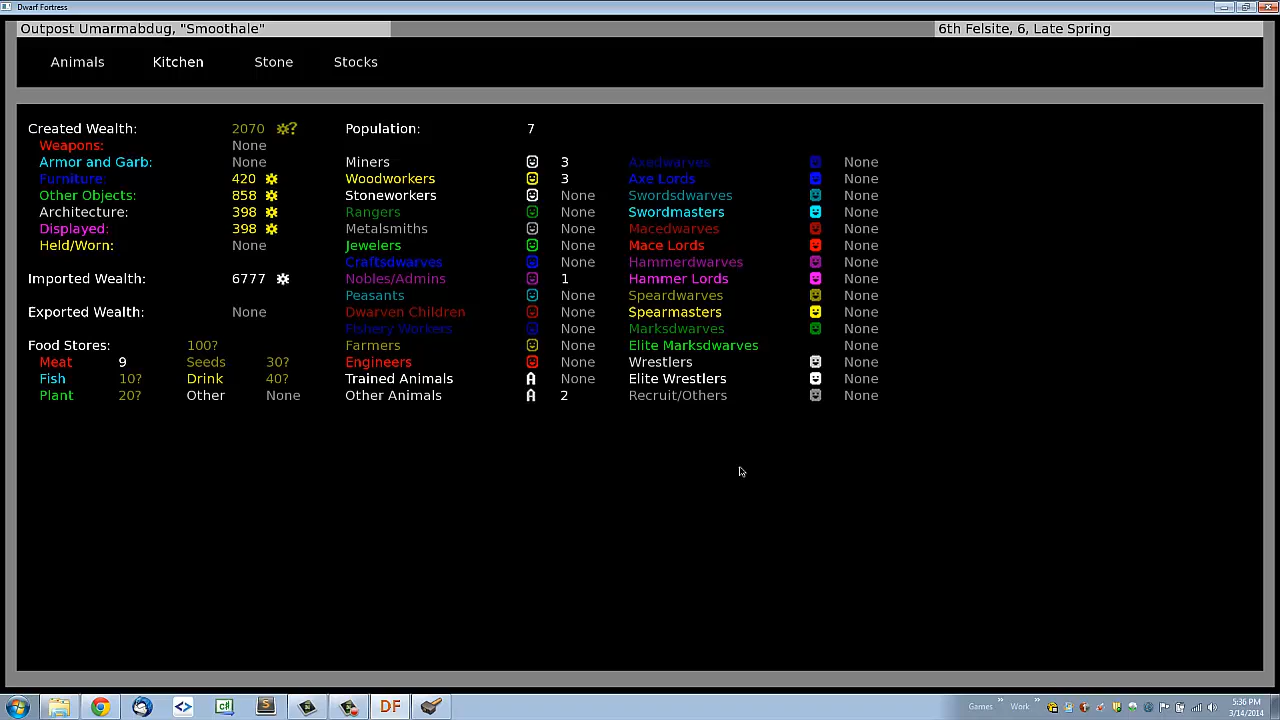 Dwarf Fortress
Outpost Umarmabdug, "Smoothale" 6th Felsite, 6, Late Spring
Animals Kitchen Stone Stocks
Created Wealth: 2070 ? Population: 7
Weapons: None
Armor and Garb: None Miners 3 Axedwarves None
Furniture: 420 Woodworkers 3 Axe Lords None
Other Objects: 858 Stoneworkers None Swordsdwarves None
Architecture: 398 Rangers None Swordmasters None
Displayed: 398 Metalsmiths None Macedwarves None
Held/Worn: None Jewelers None Mace Lords None
Craftsdwarves None Hammerdwarves None
Imported Wealth: 6777 Nobles/Admins 1 Hammer Lords None
Peasants None Speardwarves None
Exported Wealth: None Dwarven Children None Spearmasters None
Fishery Workers None Marksdwarves None
Food Stores: 100? Farmers None Elite Marksdwarves
Meat 9 Seeds 30? Engineers None Wrestlers None
Fish 10? Drink 40? Trained Animals None Elite Wrestlers None
Plant 20? Other None Other Animals 2 Recruit/Others None
DF
Games » Work »
5:36 PM
3/14/2014